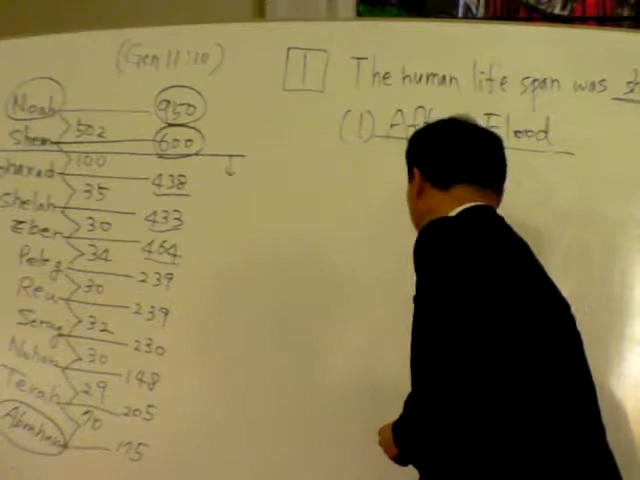 (Gen 11:10)
Noah 950
502
Shem 600
100
438
35
Shelah 433
30
Eber 464
34
Peleg 239
30
Reu 239
32
Serug 230
30
Nahor 148
29
Terah 205
70
Abraham 175
1 The human life span was
(1) Flood